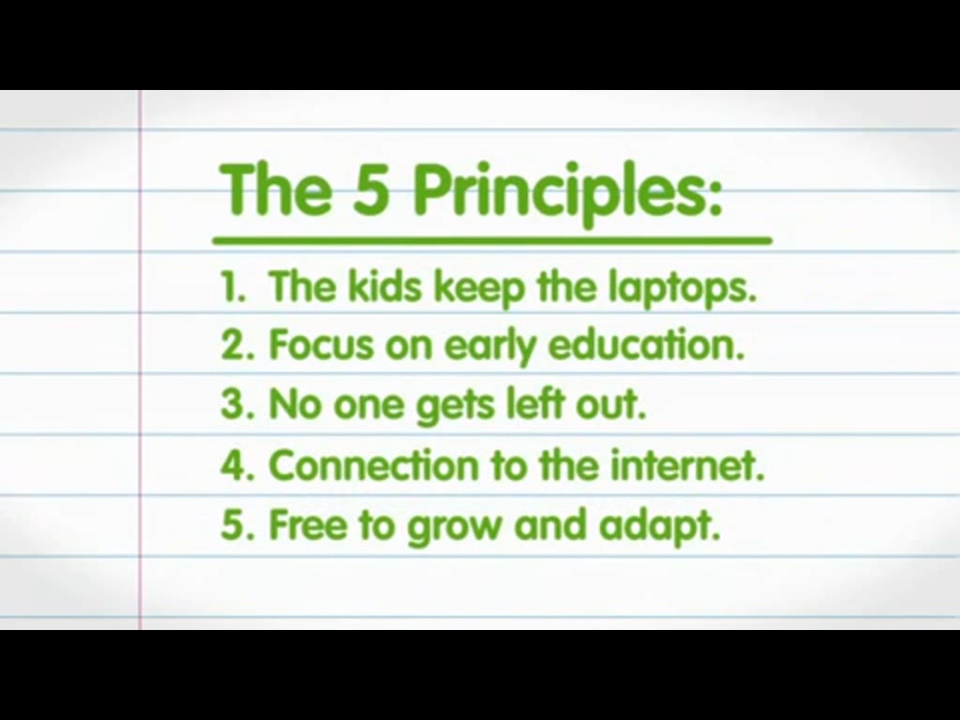 The 5 Principles:
1. The kids keep the laptops.
2. Focus on early education.
3. No one gets left out.
4. Connection to the internet.
5. Free to grow and adapt.